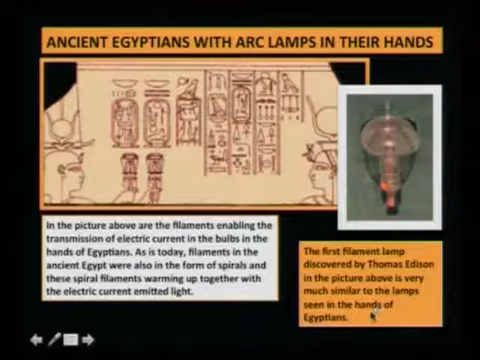 ANCIENT EGYPTIANS WITH ARC LAMPS IN THEIR HANDS
In the picture above are the filaments enabling the
transmission of electric current in the bulbs in the
hands of Egyptians. As is today, filaments in the
ancient Egypt were also in the form of spirals and
these spiral filaments warming up together with
the electric current emitted light.
The first filament lamp
discovered by Thomas Edison
in the picture above is very
much similar to the lamps
seen in the hands of
Egyptians.